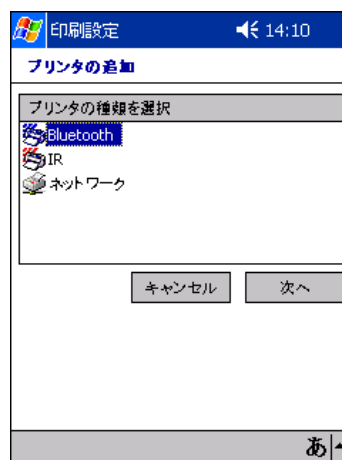 印刷設定 14:10
プリンタの追加
プリンタの種類を選択
Bluetooth
IR
ネットワーク
キャンセル 次へ
あ